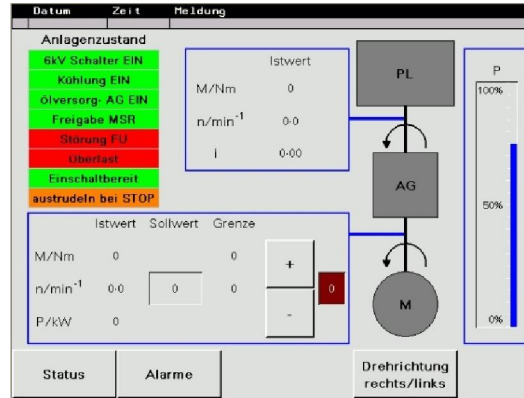 Datum Zeit Meldung
Anlagenzustand
6kV Schalter EIN
Kühlung EIN
ölversorg- AG EIN
Freigabe MSR
Störung FU
Überlast
Einschaltbereit
austrudeln bei STOP
Istwert
M/Nm 0
n/min-1 0·0
i 0·00
PL
AG
M
P
100%
50%
0%
Istwert Sollwert Grenze
M/Nm 0 0
n/min-1 0·0 0 0
P/kW 0
+
-
0
Status
Alarme
Drehrichtung
rechts/links